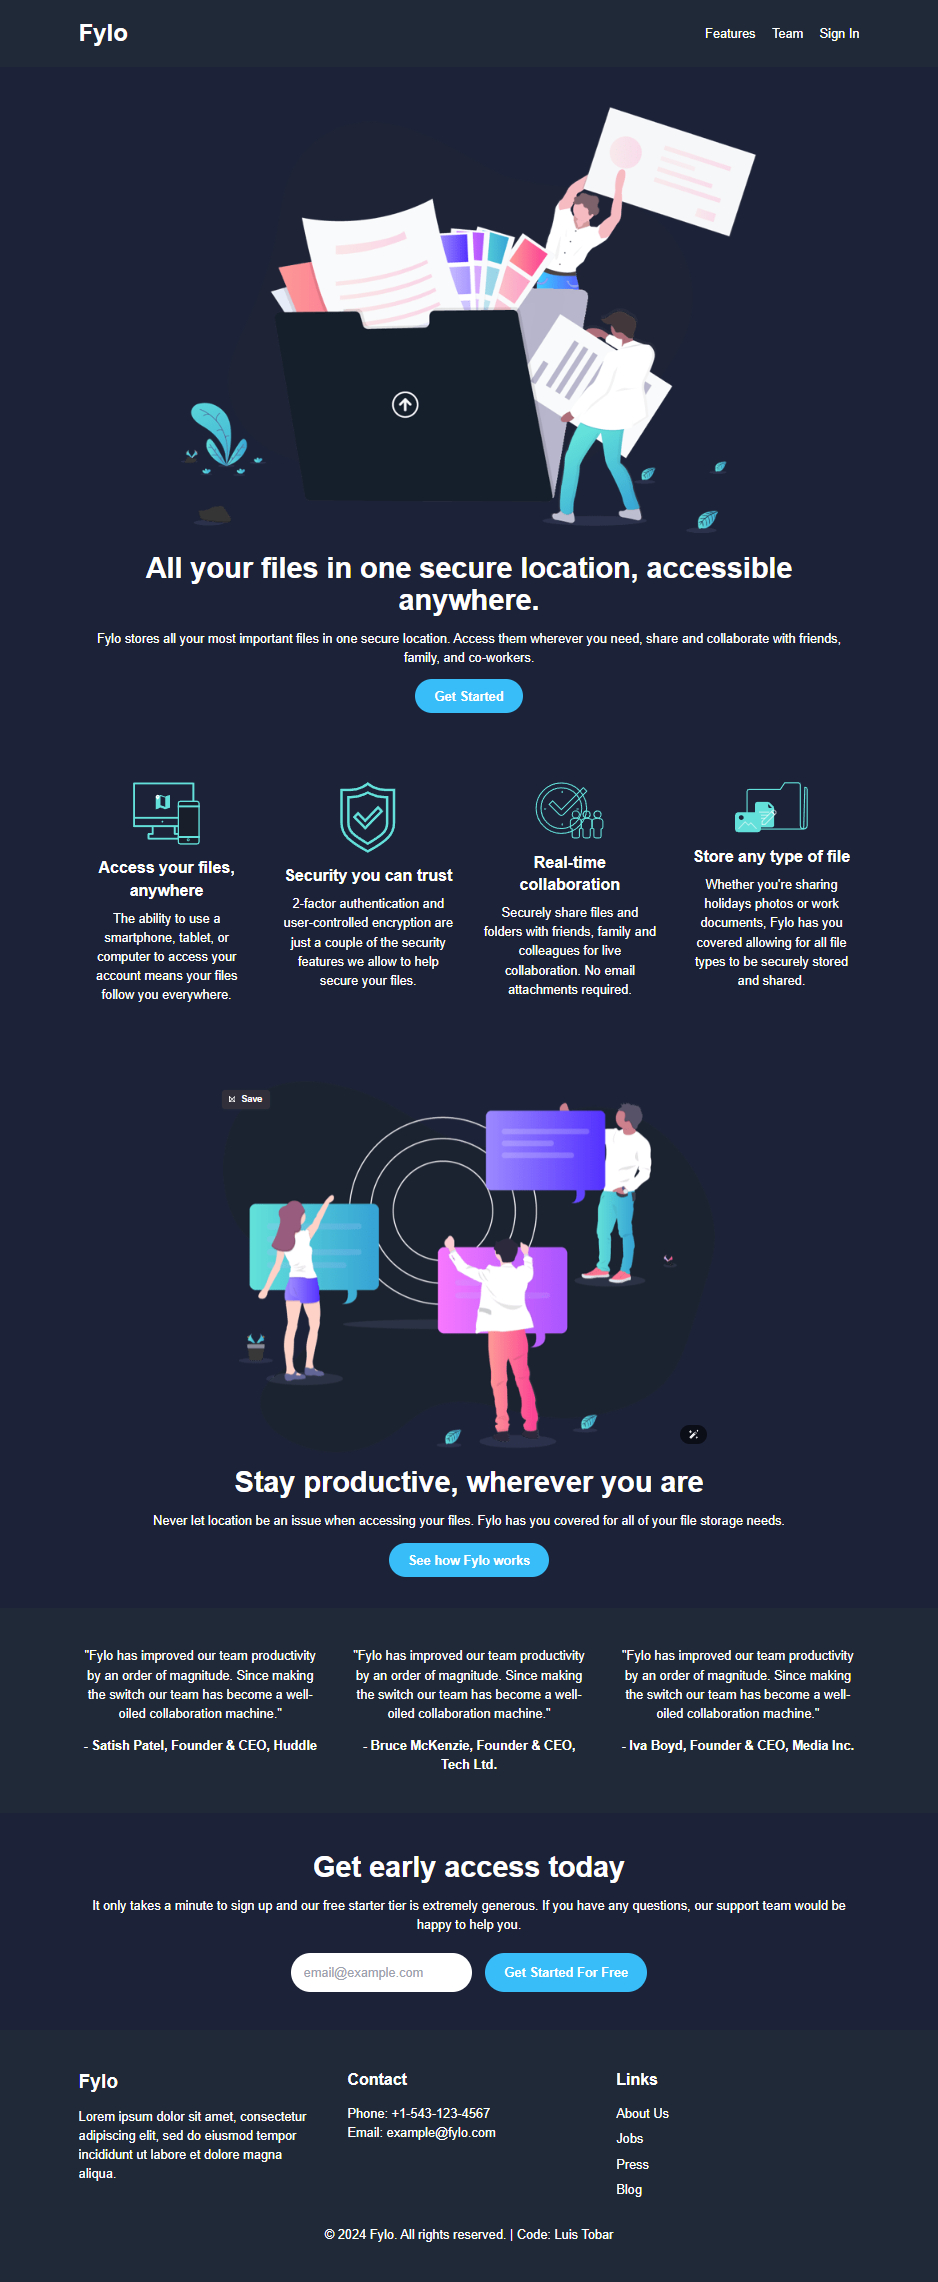 Fylo
Features Team Sign In
All your files in one secure location, accessible
anywhere.
Fylo stores all your most important files in one secure location. Access them wherever you need, share and collaborate with friends,
family, and co-workers.
Get Started
Access your files,
anywhere
The ability to use a
smartphone, tablet, or
computer to access your
account means your files
follow you everywhere.
Security you can trust
2-factor authentication and
user-controlled encryption are
just a couple of the security
features we allow to help
secure your files.
Real-time
collaboration
Securely share files and
folders with friends, family and
colleagues for live
collaboration. No email
attachments required.
Store any type of file
Whether you're sharing
holidays photos or work
documents, Fylo has you
covered allowing for all file
types to be securely stored
and shared.
Save
Stay productive, wherever you are
Never let location be an issue when accessing your files. Fylo has you covered for all of your file storage needs.
See how Fylo works
"Fylo has improved our team productivity
by an order of magnitude. Since making
the switch our team has become a well-
oiled collaboration machine."
- Satish Patel, Founder & CEO, Huddle
"Fylo has improved our team productivity
by an order of magnitude. Since making
the switch our team has become a well-
oiled collaboration machine."
- Bruce McKenzie, Founder & CEO,
Tech Ltd.
"Fylo has improved our team productivity
by an order of magnitude. Since making
the switch our team has become a well-
oiled collaboration machine."
- Iva Boyd, Founder & CEO, Media Inc.
Get early access today
It only takes a minute to sign up and our free starter tier is extremely generous. If you have any questions, our support team would be
happy to help you.
email@example.com
Get Started For Free
Fylo
Lorem ipsum dolor sit amet, consectetur
adipiscing elit, sed do eiusmod tempor
incididunt ut labore et dolore magna
aliqua.
Contact
Phone: +1-543-123-4567
Email: example@fylo.com
Links
About Us
Jobs
Press
Blog
© 2024 Fylo. All rights reserved. | Code: Luis Tobar